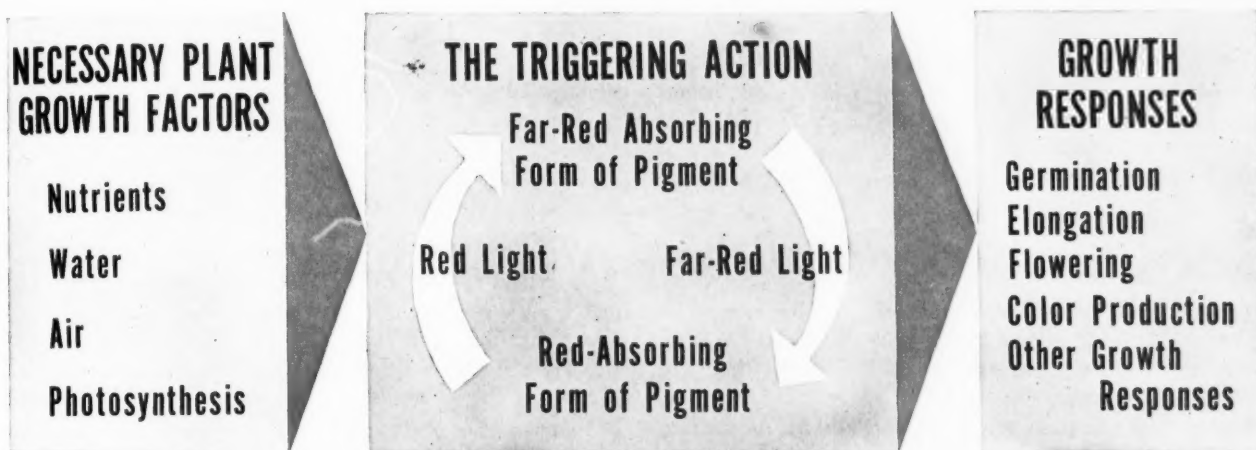 NECESSARY PLANT
GROWTH FACTORS
Nutrients
Water
Air
Photosynthesis
THE TRIGGERING ACTION
Far-Red Absorbing
Form of Pigment
Red Light
Far-Red Light
Red-Absorbing
Form of Pigment
GROWTH
RESPONSES
Germination
Elongation
Flowering
Color Production
Other Growth
Responses